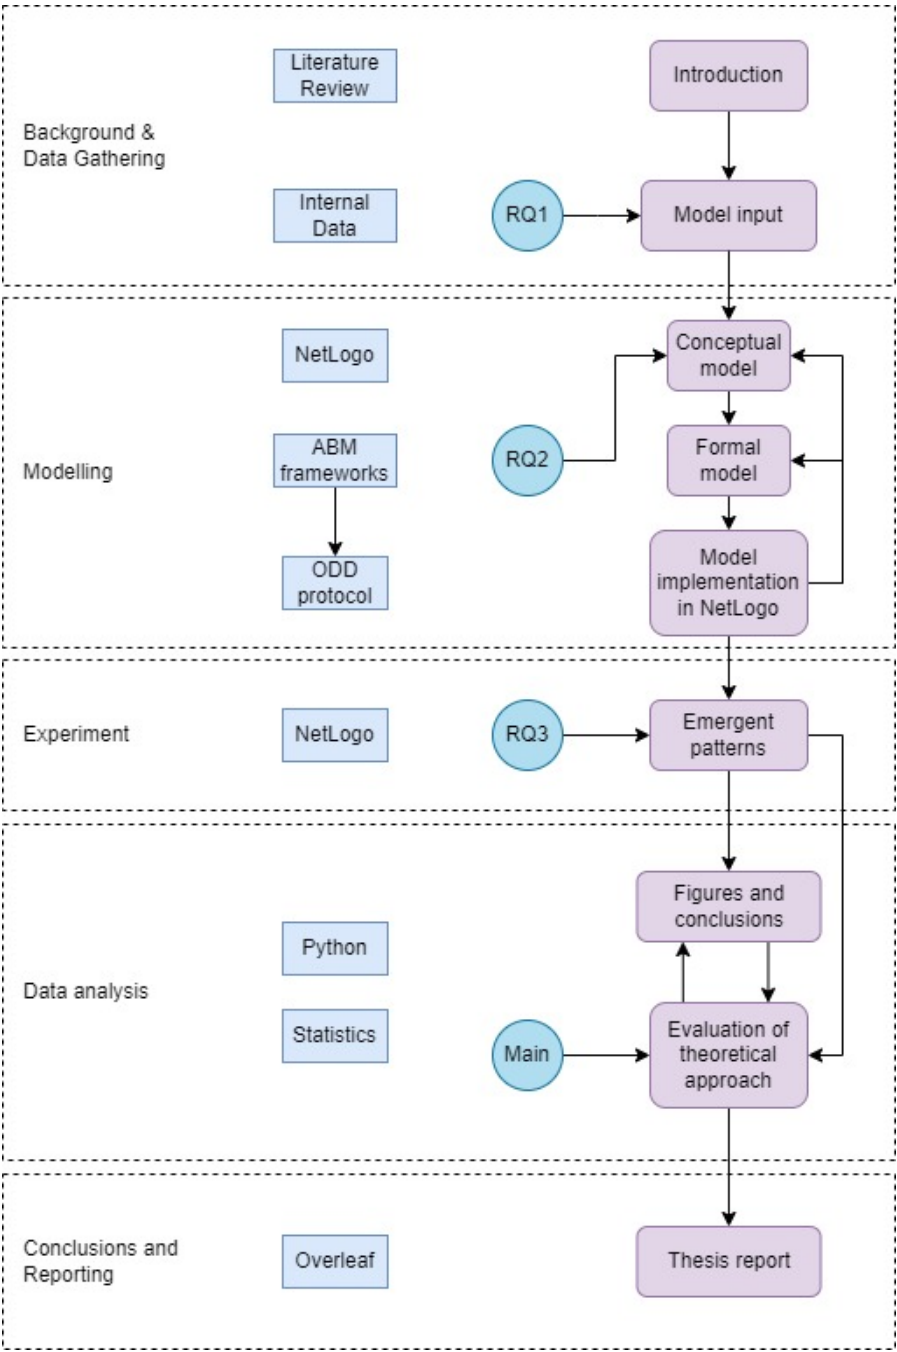 Background &
Data Gathering
Literature
Review
Introduction
Internal
Data
RQ1
Model input
Modelling
NetLogo
Conceptual
model
ABM
frameworks
RQ2
Formal
model
ODD
protocol
Model
implementation
in NetLogo
Experiment
NetLogo
RQ3
Emergent
patterns
Data analysis
Figures and
conclusions
Python
Statistics
Main
Evaluation of
theoretical
approach
Conclusions and
Reporting
Overleaf
Thesis report